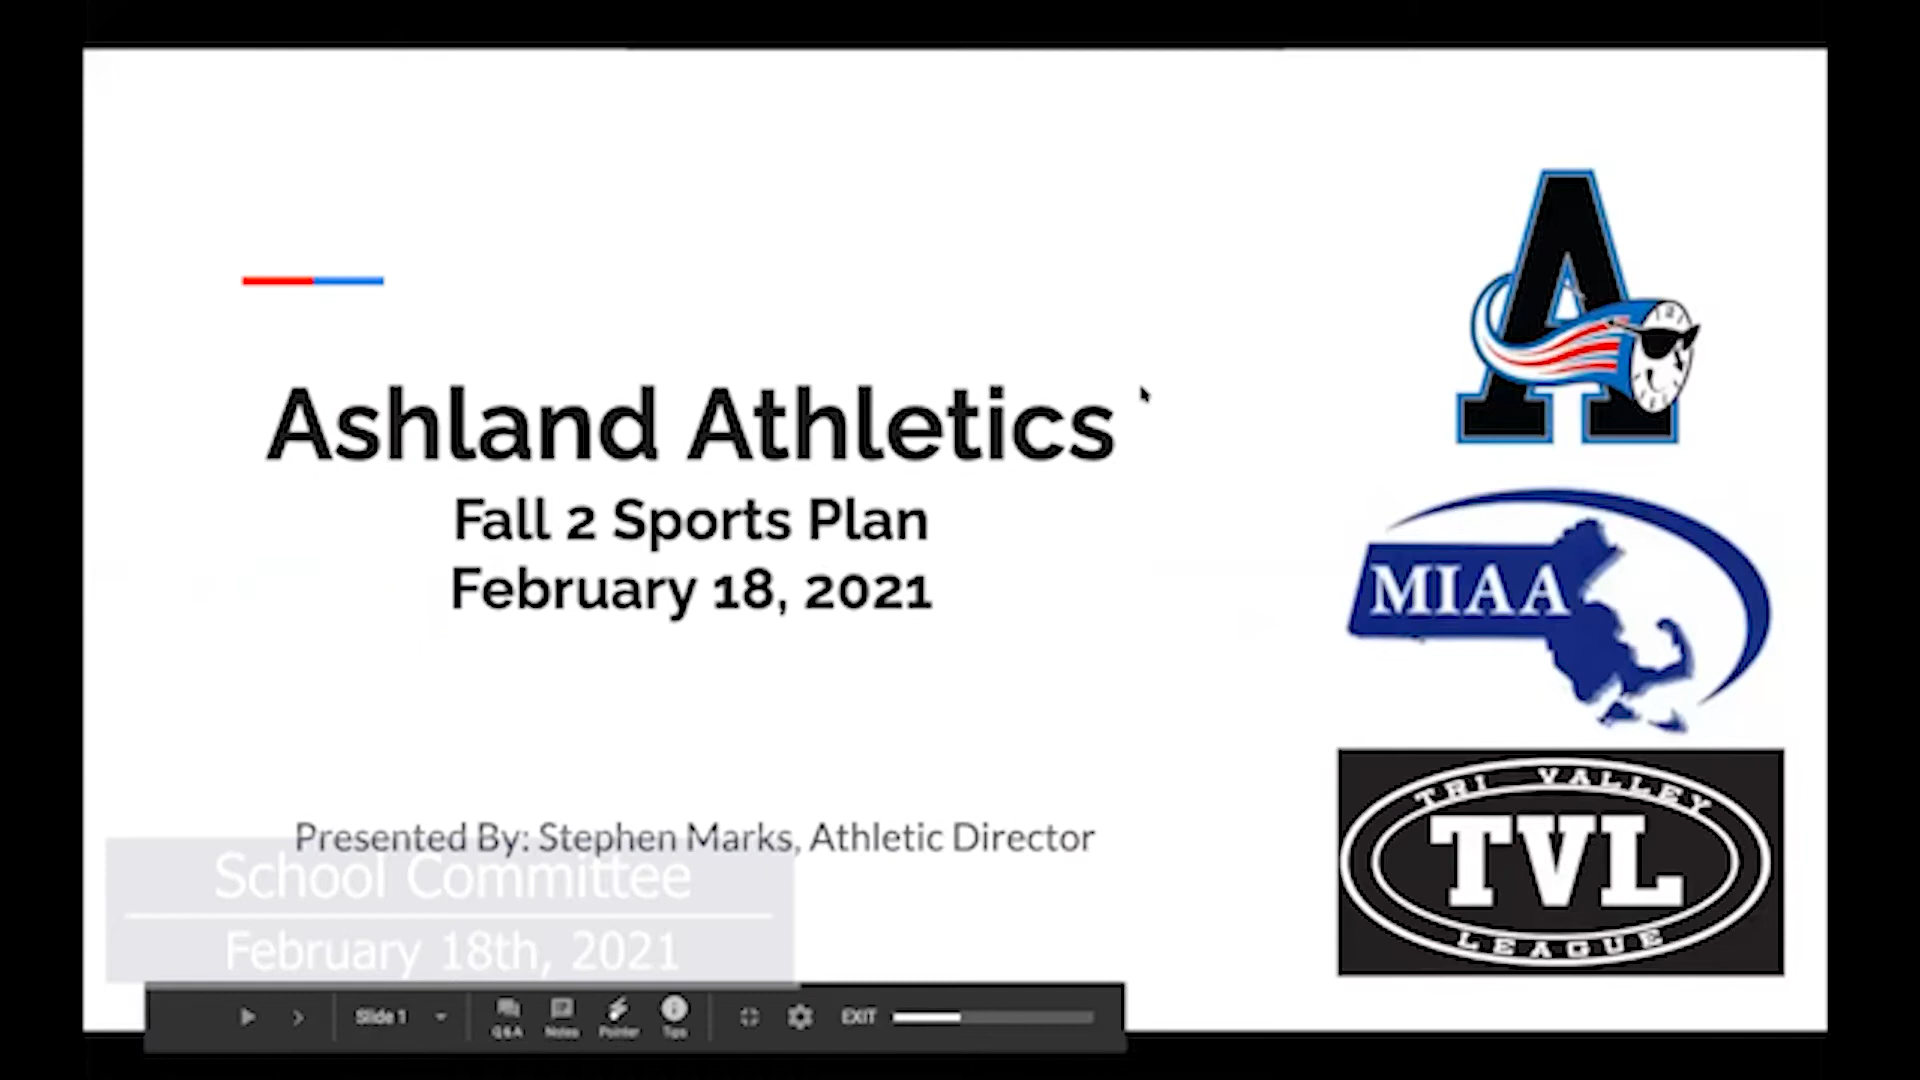 Ashland Athletics
Fall 2 Sports Plan
February 18, 2021
Presented By: Stephen Marks, Athletic Director
A
MIAA
TRI VALLEY
TVL
LEAGUE
School Committee
February 18th, 2021
Slide 1
EXIT
Q&A
Notes
Pointer
Tips